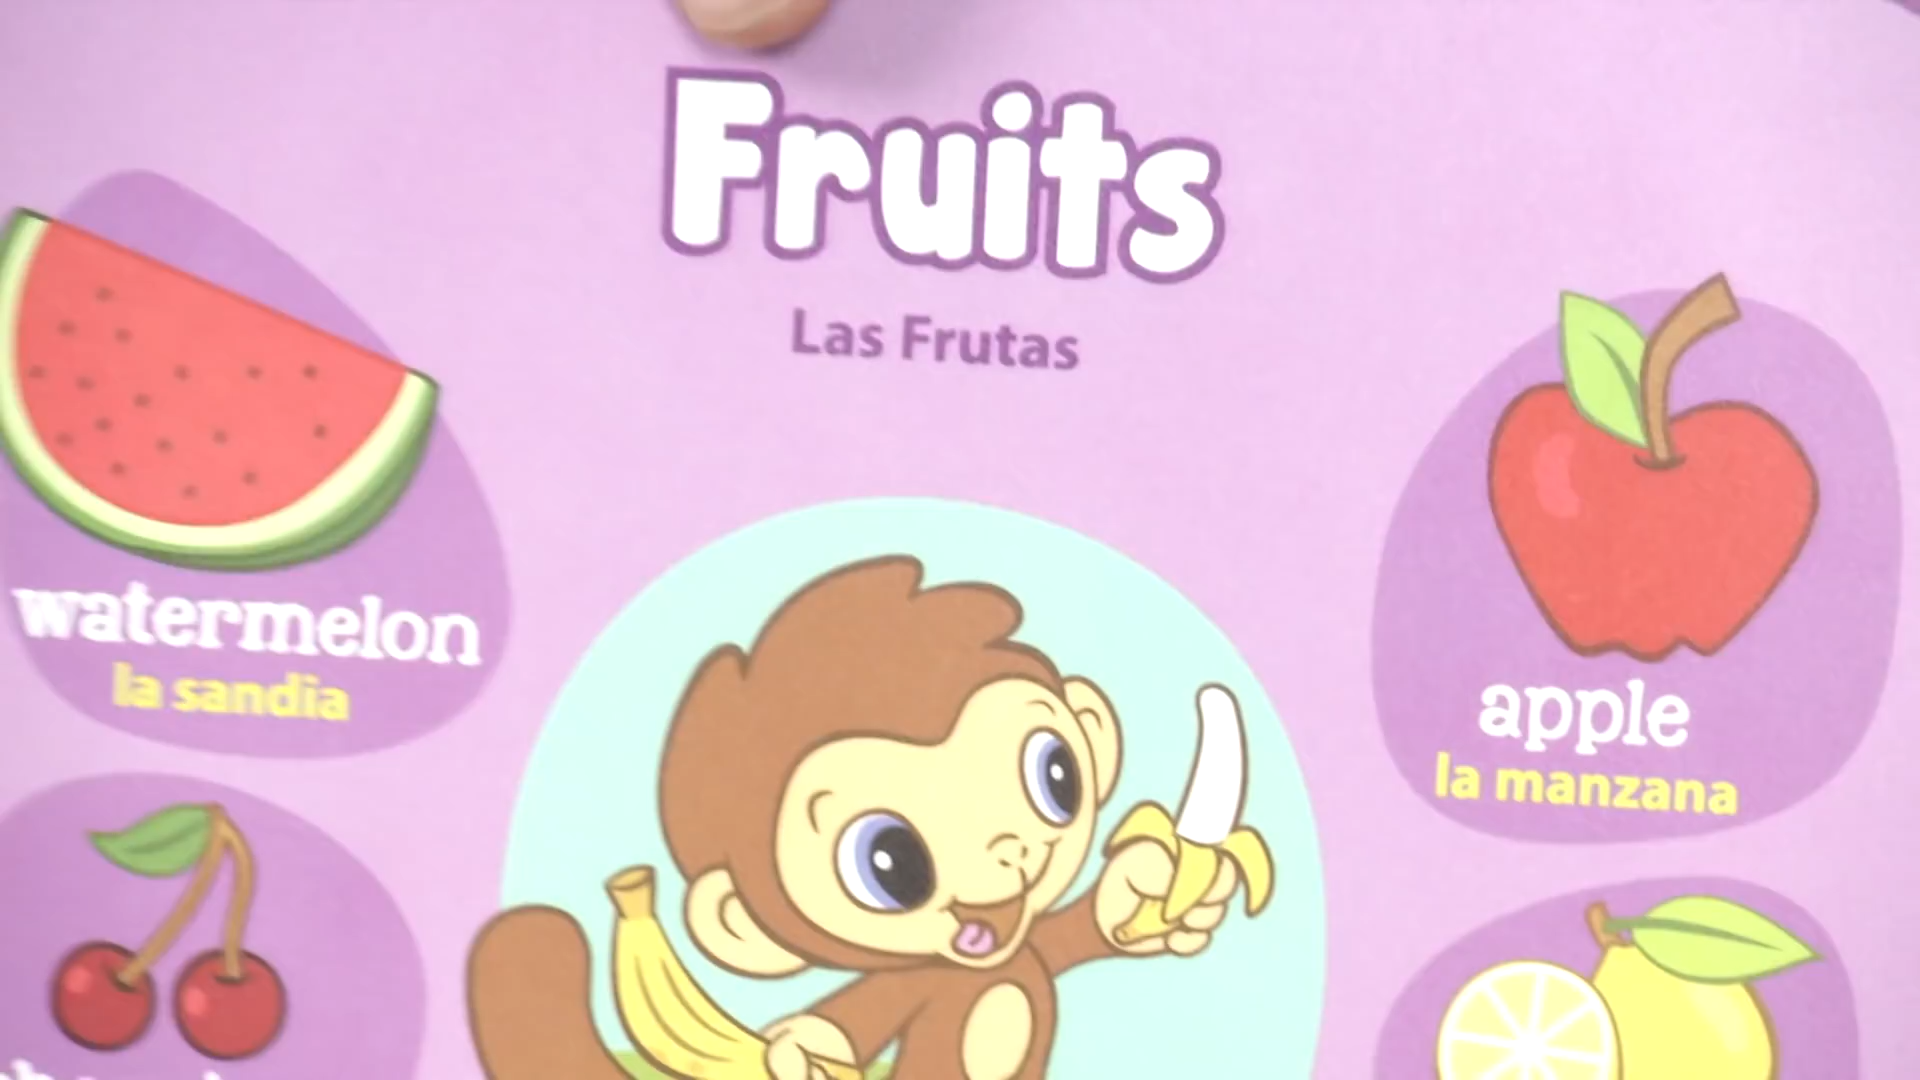 Fruits
Las Frutas
watermelon
la sandia
apple
la manzana